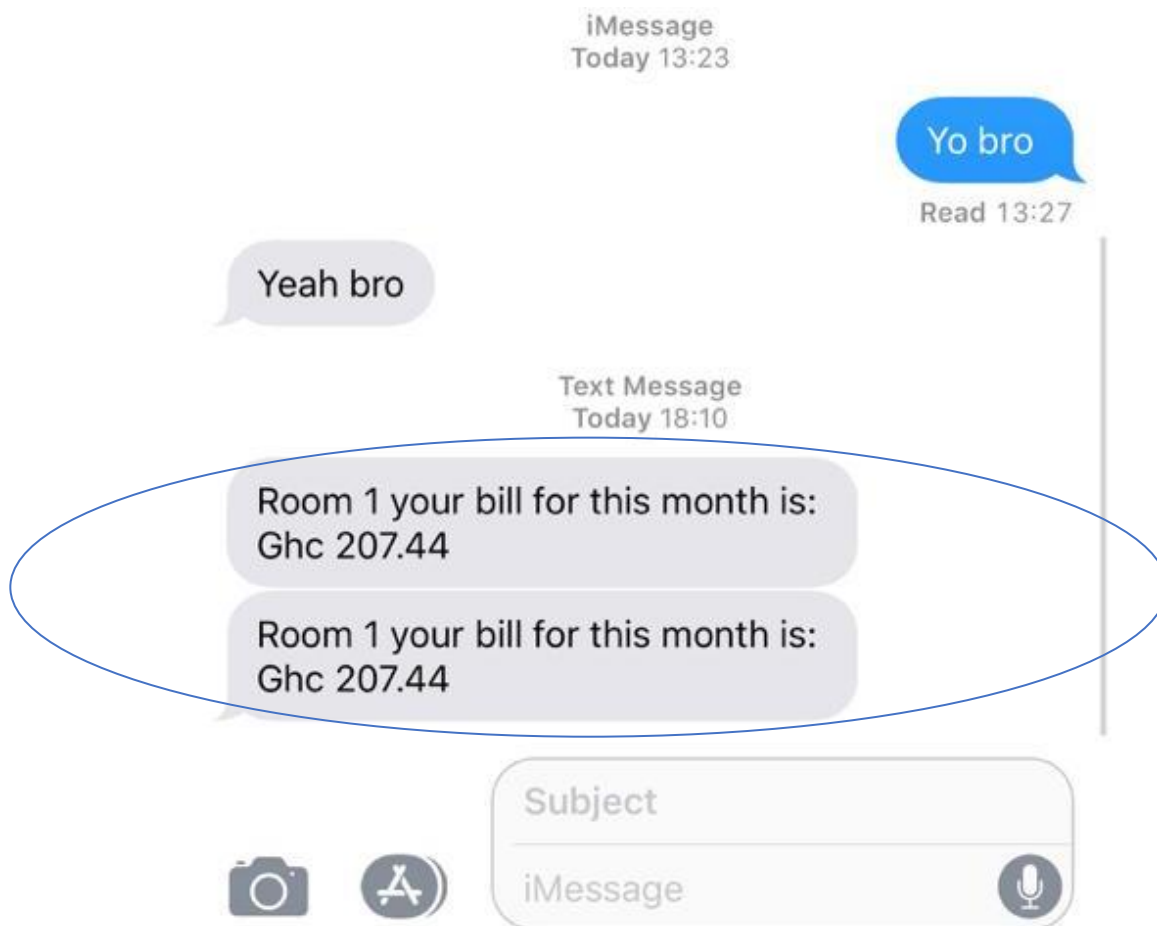 iMessage
Today 13:23
Yo bro
Read 13:27
Yeah bro
Text Message
Today 18:10
Room 1 your bill for this month is:
Ghc 207.44
Room 1 your bill for this month is:
Ghc 207.44
Subject
iMessage